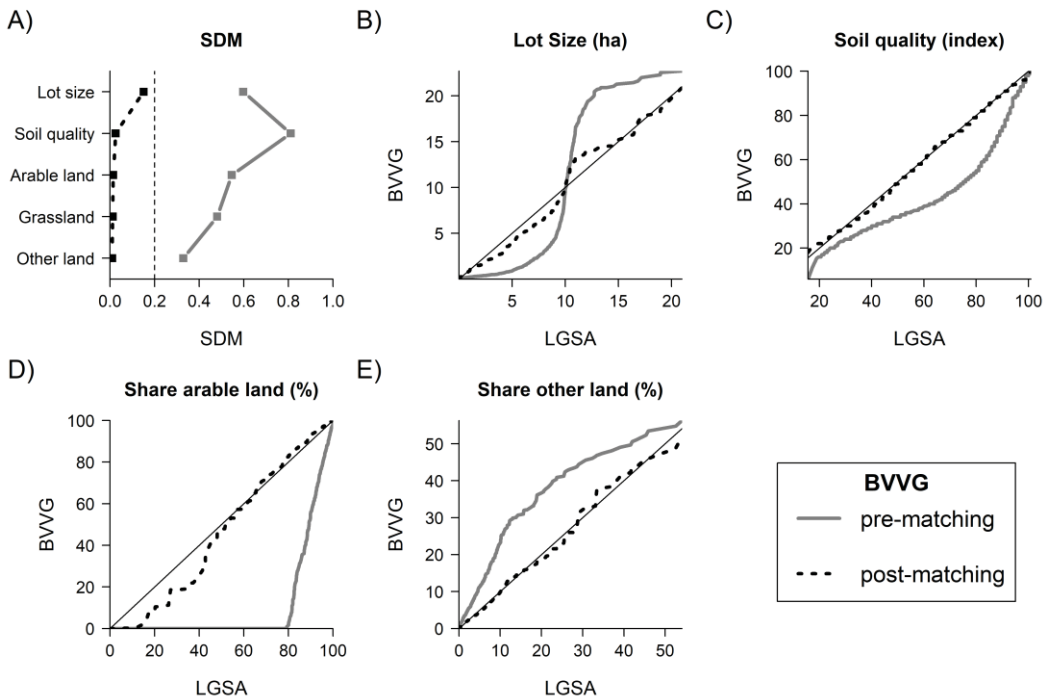 A)
SDM
Lot size
Soil quality
Arable land
Grassland
Other land
0.0 0.2 0.4 0.6 0.8 1.0
SDM
B)
Lot Size (ha)
BVVG
20
15
10
5
5 10 15 20
LGSA
C)
Soil quality (index)
BVVG
100
80
60
40
20
20 40 60 80 100
LGSA
D)
Share arable land (%)
BVVG
100
80
60
40
20
0
0 20 40 60 80 100
LGSA
E)
Share other land (%)
BVVG
50
40
30
20
10
0
0 10 20 30 40 50
LGSA
BVVG
pre-matching
post-matching